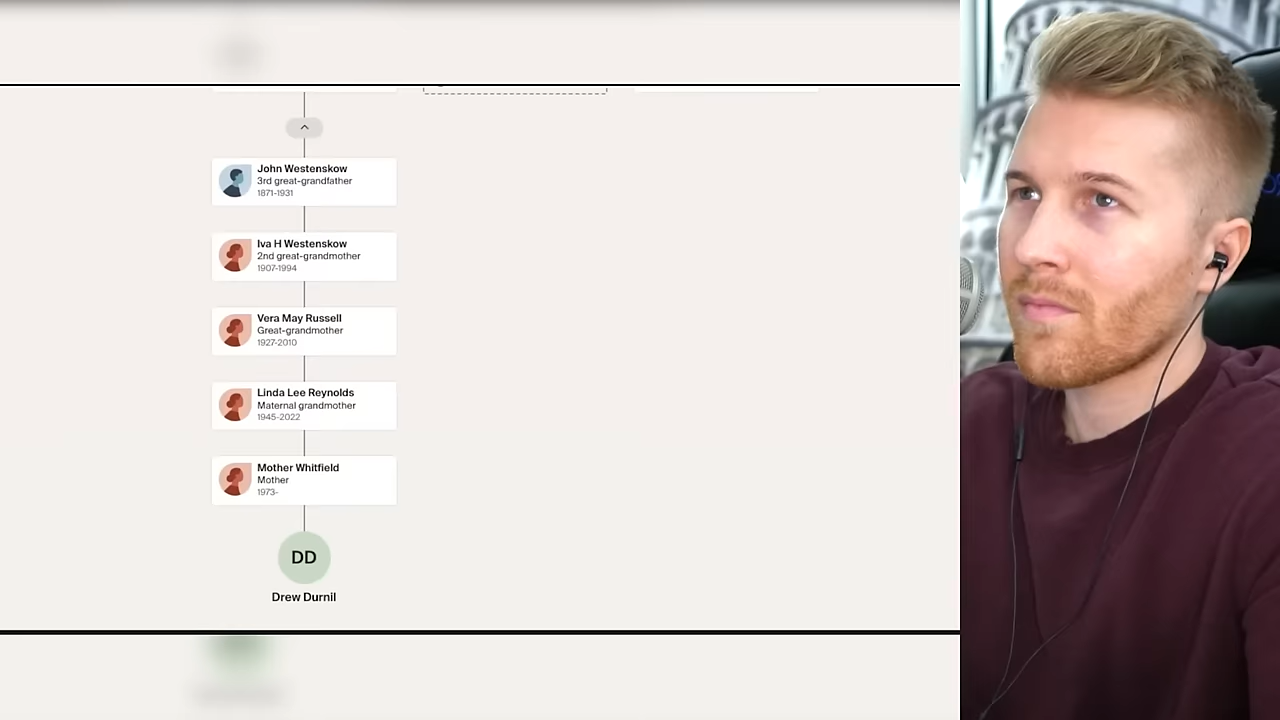 John Westenskow
3rd great-grandfather
1871-1931
Iva H Westenskow
2nd great-grandmother
1907-1994
Vera May Russell
Great-grandmother
1927-2010
Linda Lee Reynolds
Maternal grandmother
1945-2022
Mother Whitfield
Mother
1973-
DD
Drew Durnil